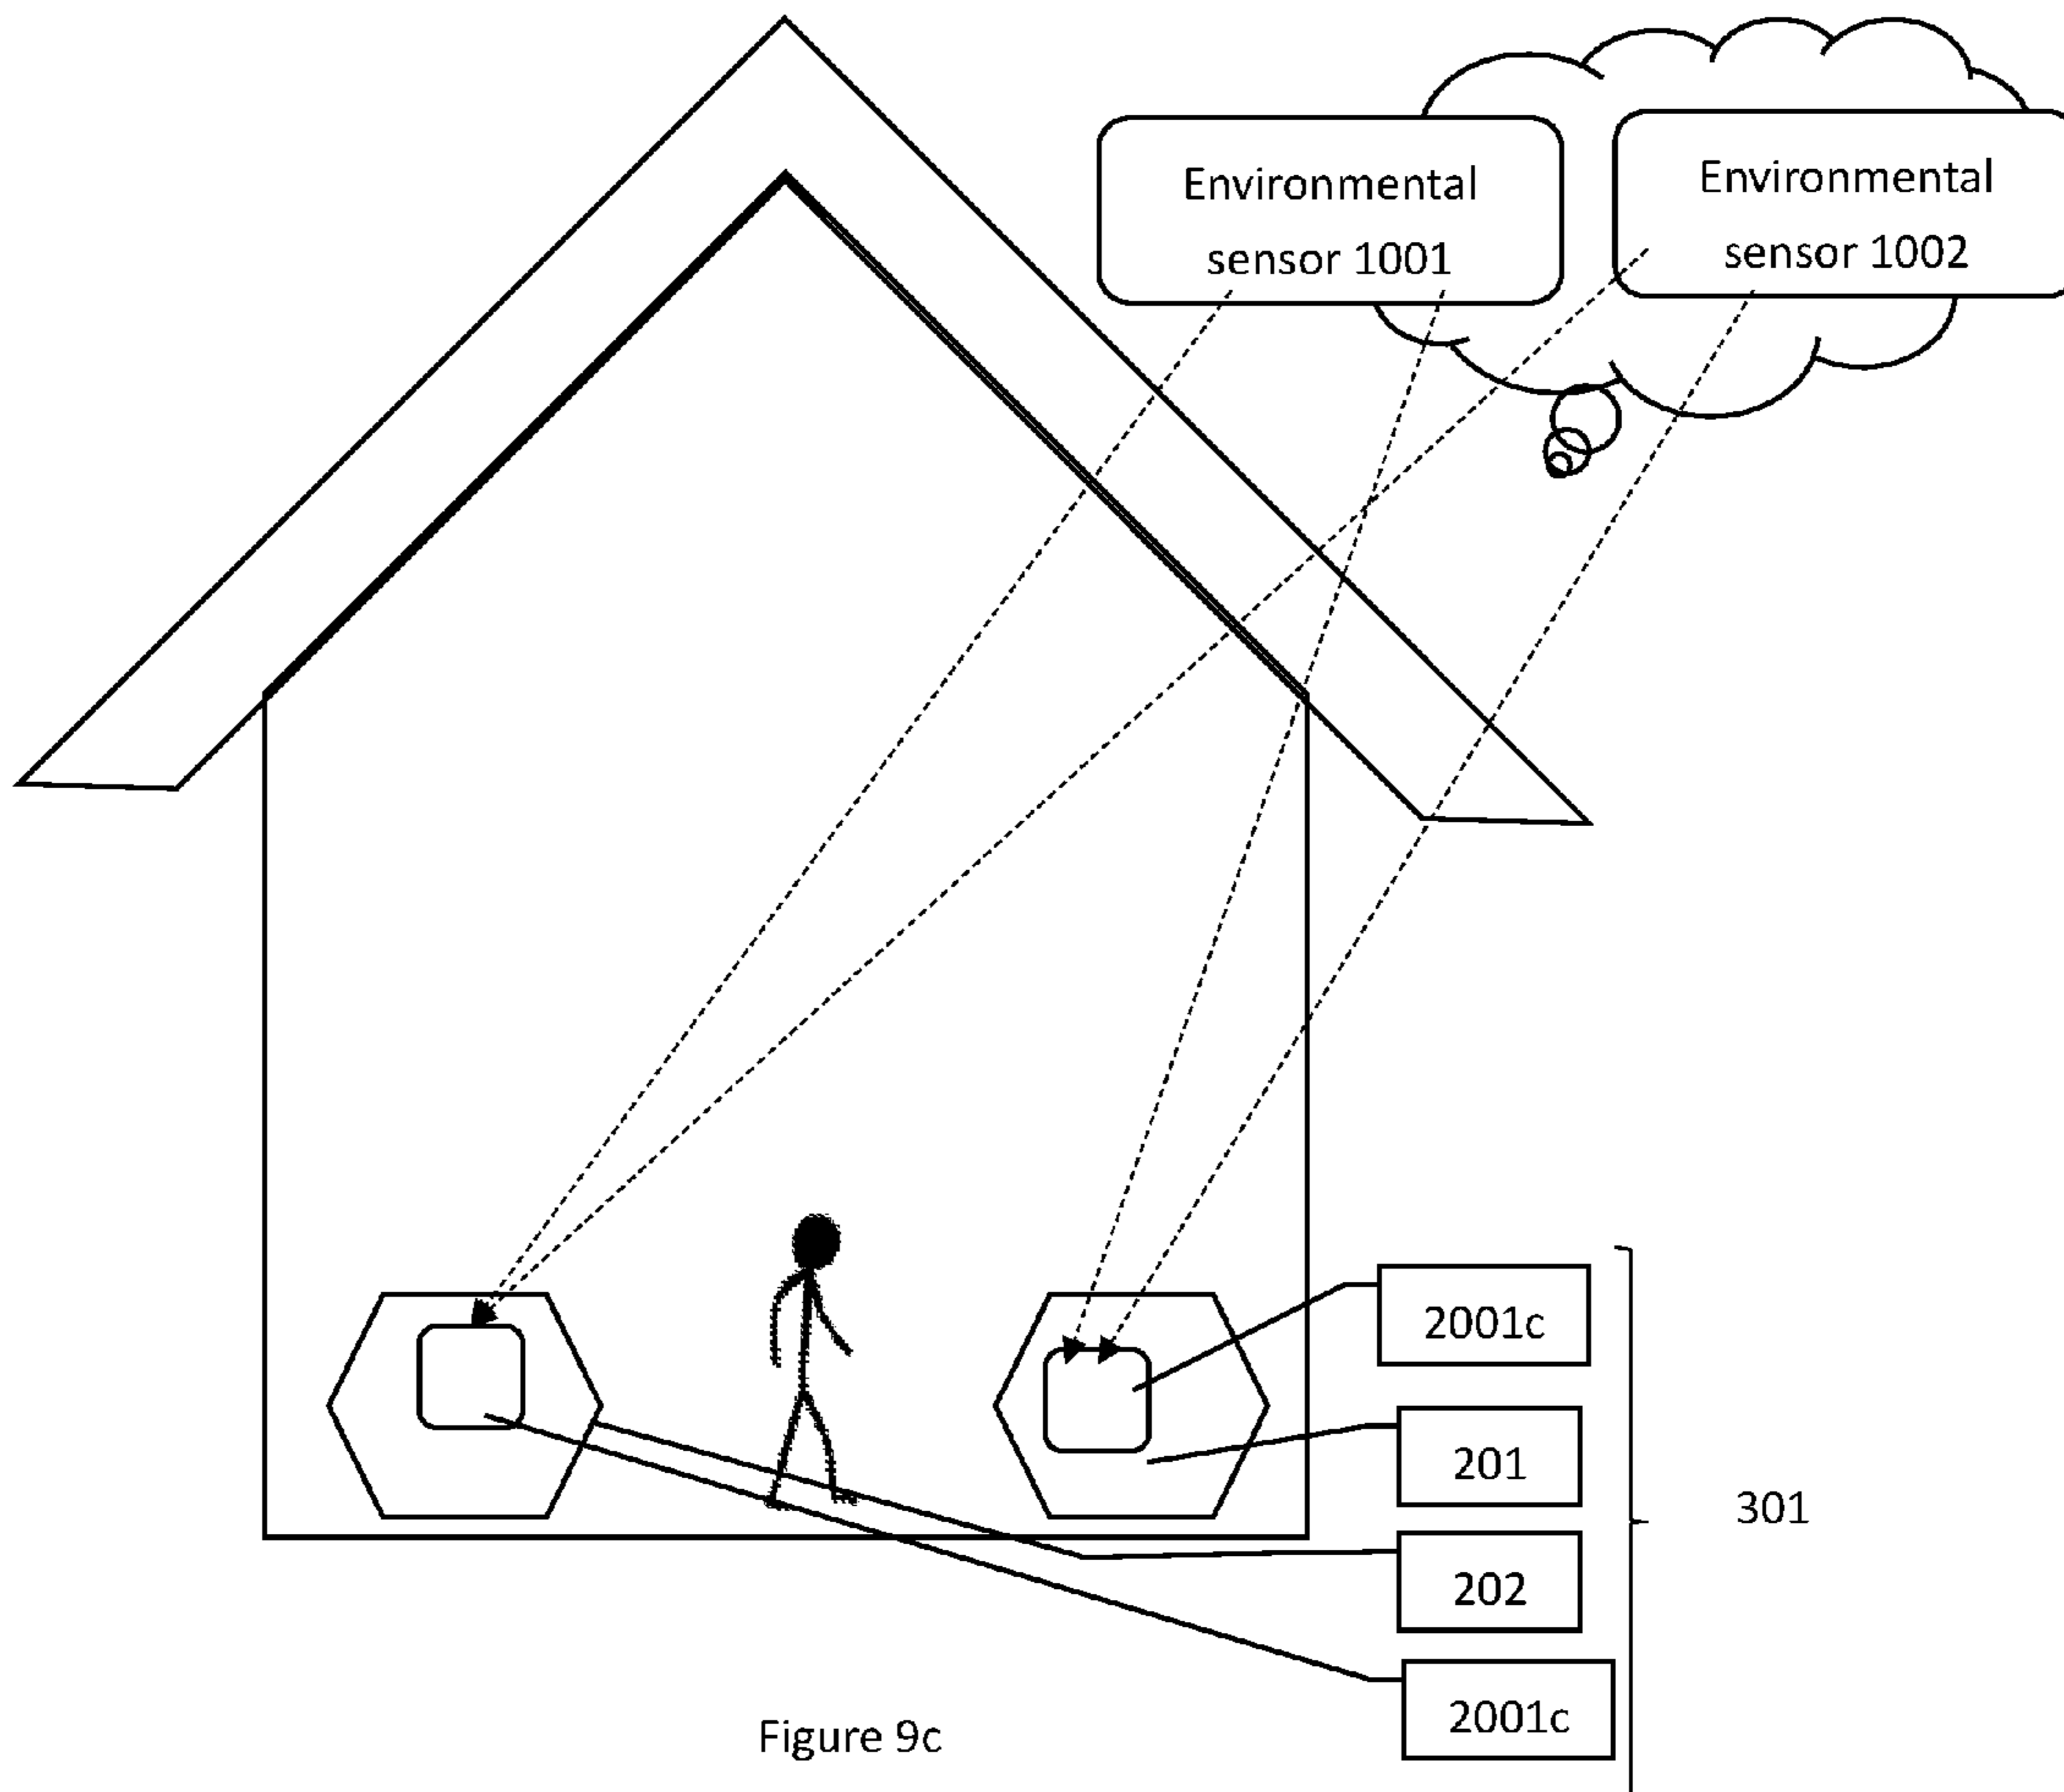 Environmental
sensor 1001
Environmental
sensor 1002
2001c
201
301
202
2001c
Figure 9c